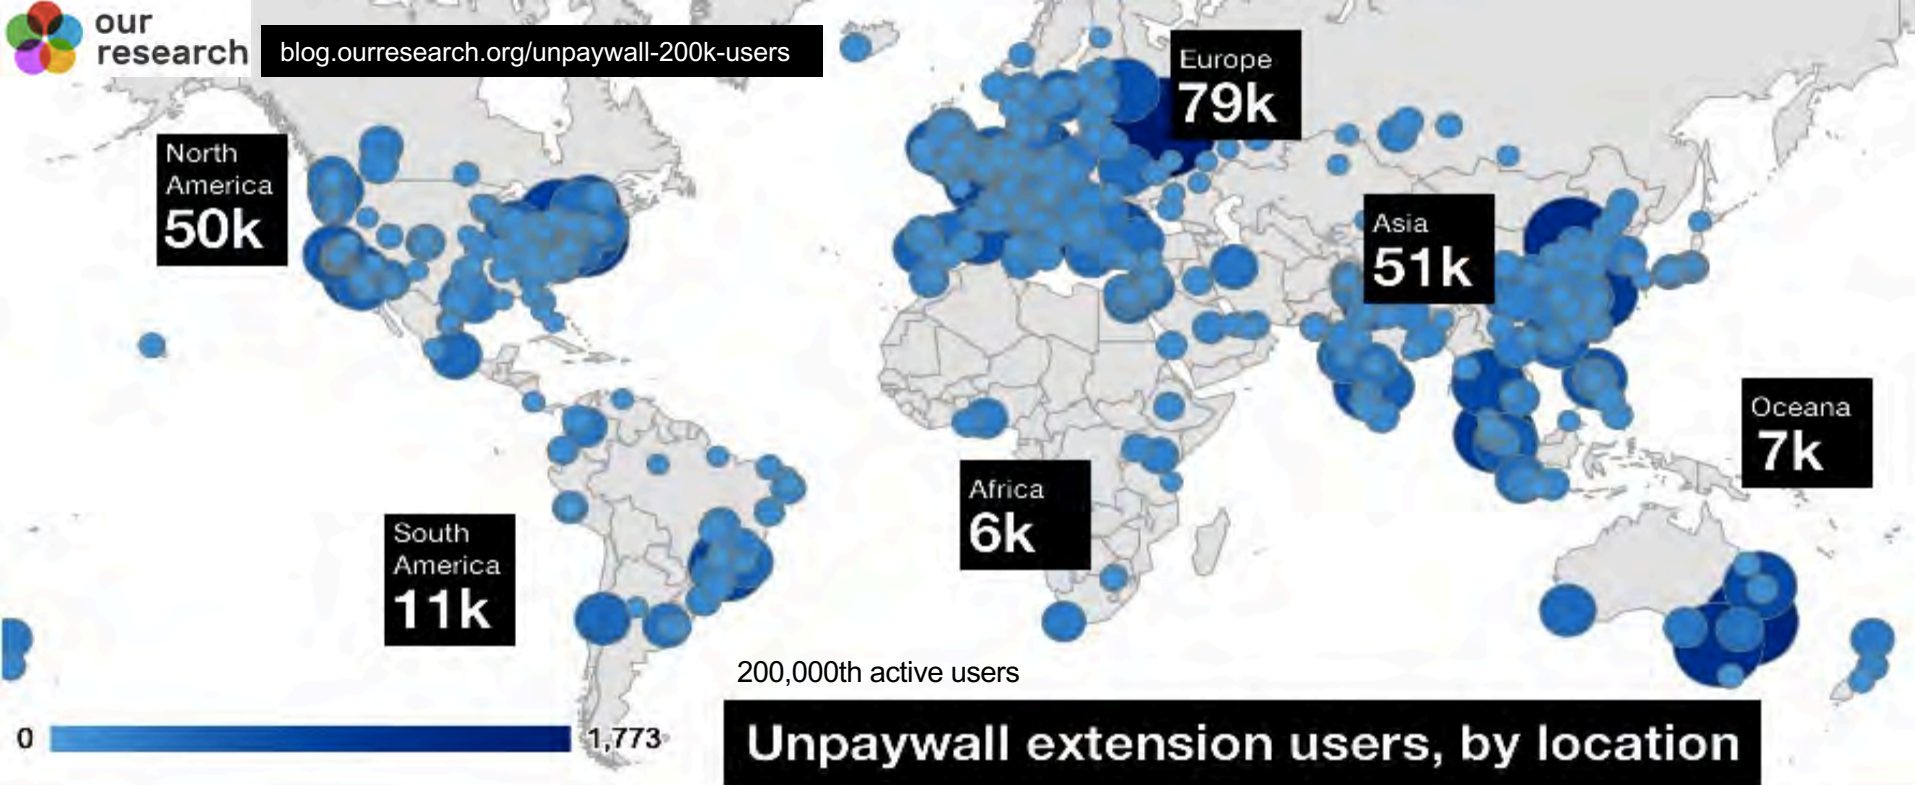 our
research
blog.ourresearch.org/unpaywall-200k-users
Europe
79k
North
America
50k
Asia
51k
Oceana
7k
Africa
6k
South
America
11k
200,000th active users
0
1,773
Unpaywall extension users, by location